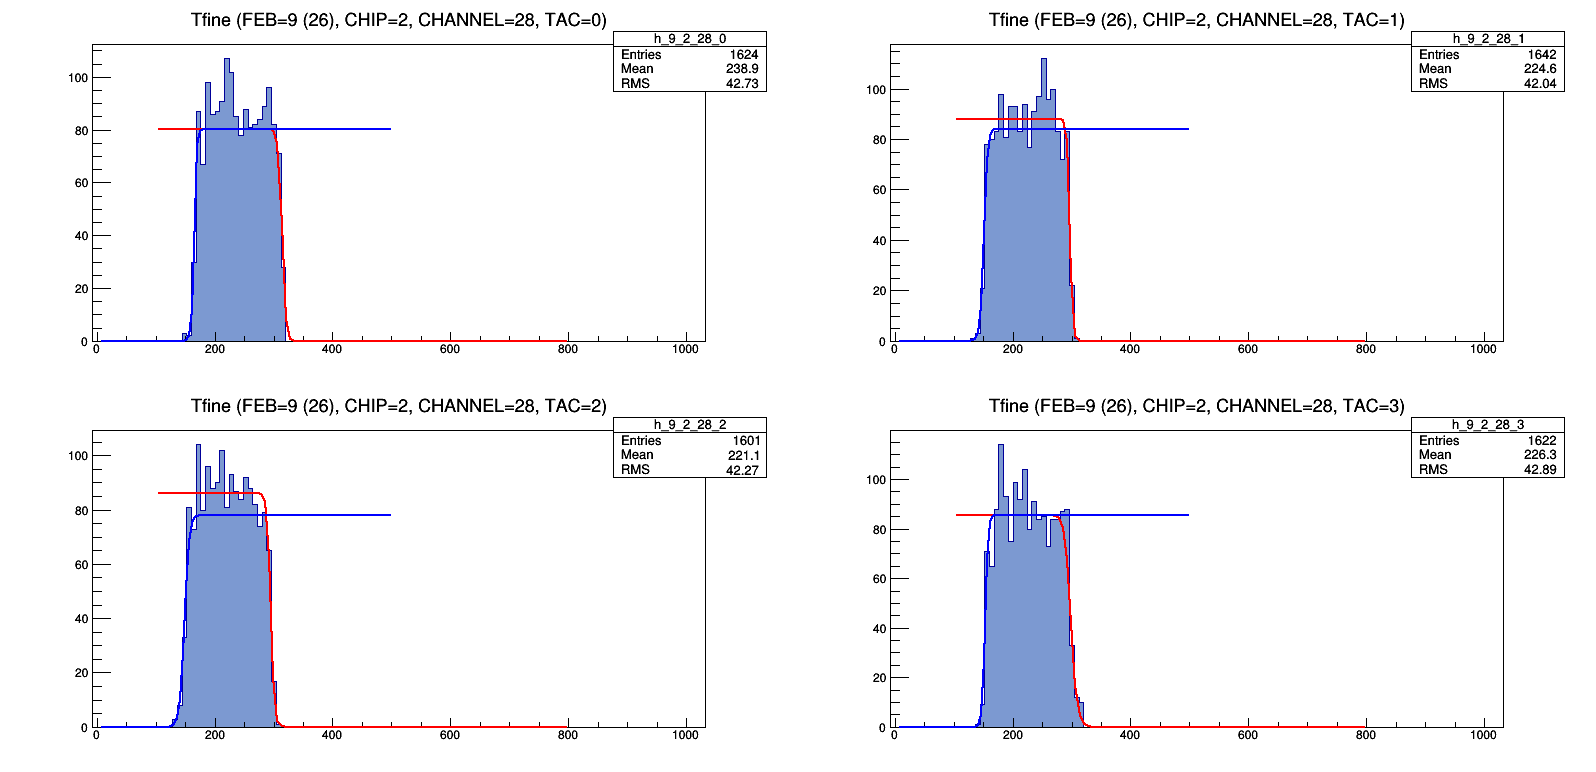 Tfine (FEB=9 (26), CHIP=2, CHANNEL=28, TAC=0)
h_9_2_28_0
Entries 1624
Mean 238.9
RMS 42.73
100
80
60
40
20
0
0 200 400 600 800 1000
Tfine (FEB=9 (26), CHIP=2, CHANNEL=28, TAC=1)
h_9_2_28_1
Entries 1642
Mean 224.6
RMS 42.04
100
80
60
40
20
0
0 200 400 600 800 1000
Tfine (FEB=9 (26), CHIP=2, CHANNEL=28, TAC=2)
h_9_2_28_2
Entries 1601
Mean 221.1
RMS 42.27
100
80
60
40
20
0
0 200 400 600 800 1000
Tfine (FEB=9 (26), CHIP=2, CHANNEL=28, TAC=3)
h_9_2_28_3
Entries 1622
Mean 226.3
RMS 42.89
100
80
60
40
20
0
0 200 400 600 800 1000